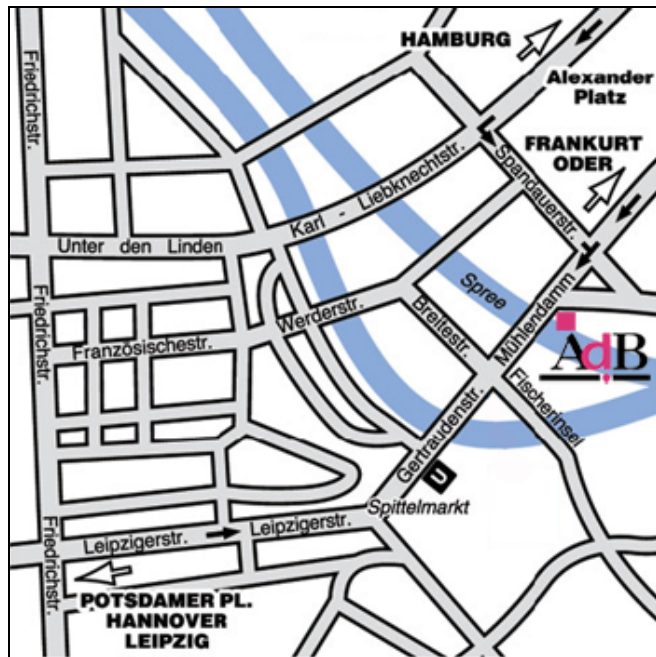 HAMBURG
Alexander
Platz
FRANKURT
ODER
Friedrichstr.
Spandauerstr.
Karl - Liebknechtstr.
Unter den Linden
Spree
Mühlendamm
Werderstr.
Breitestr.
Friedrichstr.
Französischestr.
AdB
Fischerinsel
Gertraudenstr.
U
Spittelmarkt
Leipzigerstr.
Leipzigerstr.
Friedrichstr.
POTSDAMER PL.
HANNOVER
LEIPZIG